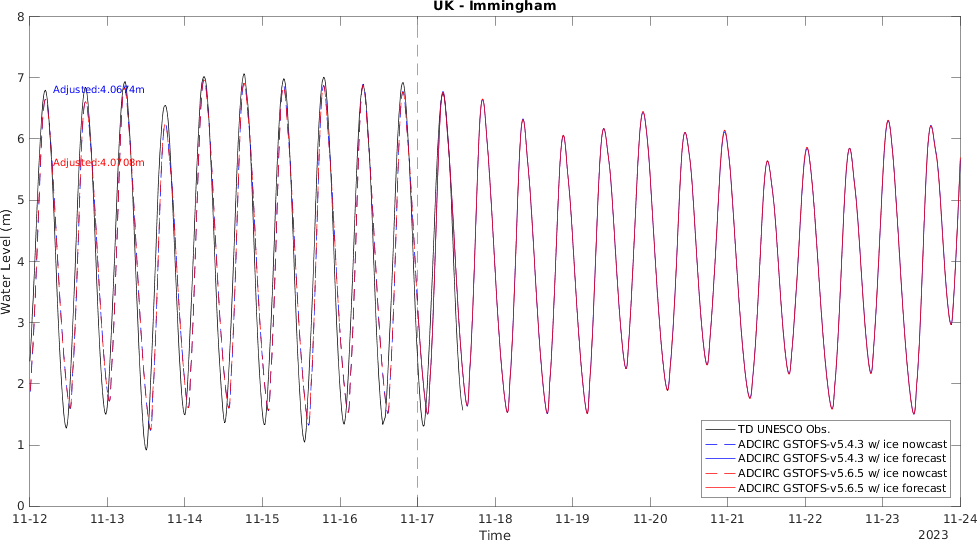 UK - Immingham
8
7
6
5
4
3
2
1
0
Water Level (m)
Adjusted:4.0674m
Adjusted:4.0708m
TD UNESCO Obs.
ADCIRC GSTOFS-v5.4.3 w/ ice nowcast
ADCIRC GSTOFS-v5.4.3 w/ ice forecast
ADCIRC GSTOFS-v5.6.5 w/ ice nowcast
ADCIRC GSTOFS-v5.6.5 w/ ice forecast
11-12 11-13 11-14 11-15 11-16 11-17 11-18 11-19 11-20 11-21 11-22 11-23 11-24
Time
2023